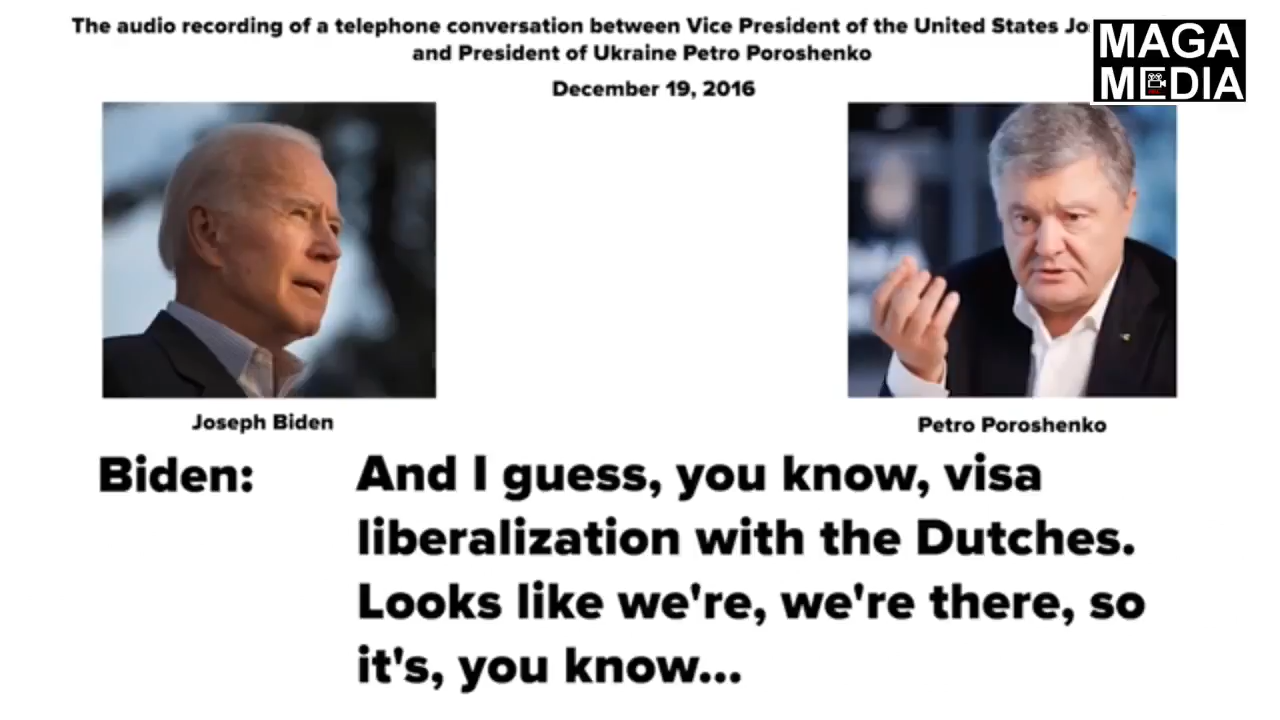 The audio recording of a telephone conversation between Vice President of the United States
and President of Ukraine Petro Poroshenko
December 19, 2016
MAGA
MEDIA
Joseph Biden
Petro Poroshenko
Biden: And I guess, you know, visa
liberalization with the Dutches.
Looks like we're, we're there, so
it's, you know...